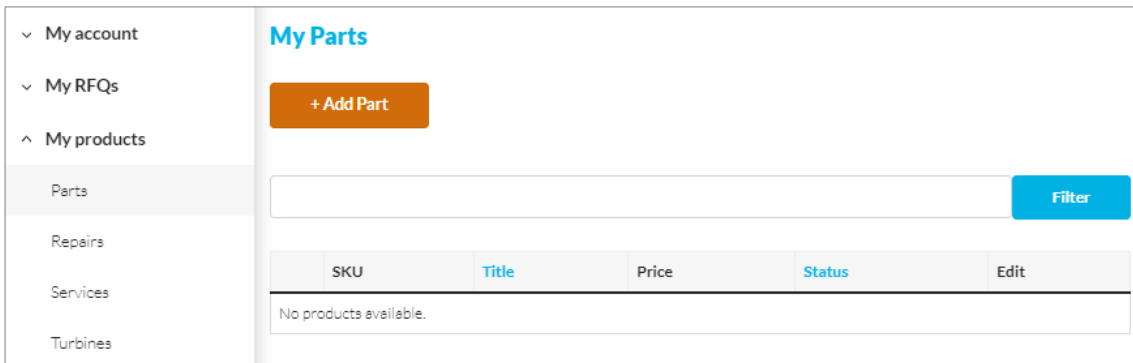 My account
My RFQs
My products
Parts
Repairs
Services
Turbines
My Parts
+ Add Part
Filter
SKU Title Price Status Edit
No products available.